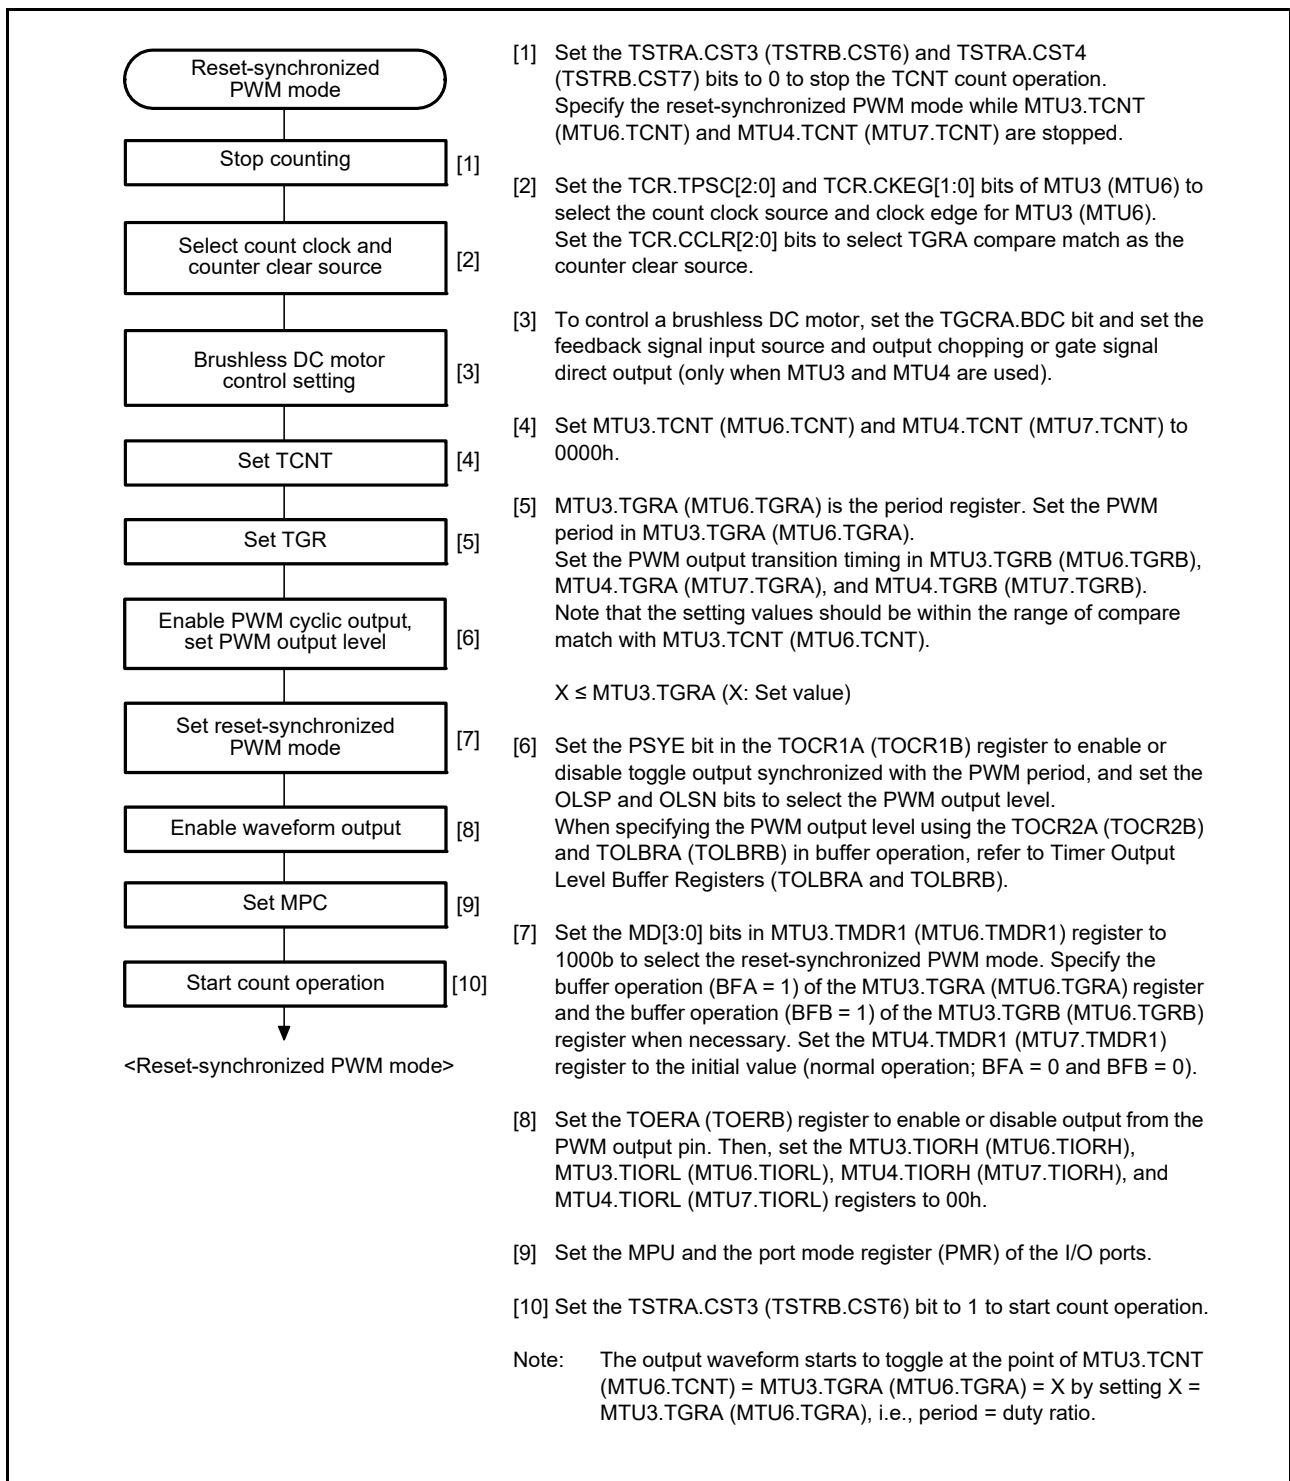 Reset-synchronized
PWM mode
Stop counting
[1]
Select count clock and
counter clear source
[2]
Brushless DC motor
control setting
[3]
Set TCNT
[4]
Set TGR
[5]
Enable PWM cyclic output,
set PWM output level
[6]
Set reset-synchronized
PWM mode
[7]
Enable waveform output
[8]
Set MPC
[9]
Start count operation
[10]
<Reset-synchronized PWM mode>
[1] Set the TSTRA.CST3 (TSTRB.CST6) and TSTRA.CST4
(TSTRB.CST7) bits to 0 to stop the TCNT count operation.
Specify the reset-synchronized PWM mode while MTU3.TCNT
(MTU6.TCNT) and MTU4.TCNT (MTU7.TCNT) are stopped.
[2] Set the TCR.TPSC[2:0] and TCR.CKEG[1:0] bits of MTU3 (MTU6) to
select the count clock source and clock edge for MTU3 (MTU6).
Set the TCR.CCLR[2:0] bits to select TGRA compare match as the
counter clear source.
[3] To control a brushless DC motor, set the TGCRA.BDC bit and set the
feedback signal input source and output chopping or gate signal
direct output (only when MTU3 and MTU4 are used).
[4] Set MTU3.TCNT (MTU6.TCNT) and MTU4.TCNT (MTU7.TCNT) to
0000h.
[5] MTU3.TGRA (MTU6.TGRA) is the period register. Set the PWM
period in MTU3.TGRA (MTU6.TGRA).
Set the PWM output transition timing in MTU3.TGRB (MTU6.TGRB),
MTU4.TGRA (MTU7.TGRA), and MTU4.TGRB (MTU7.TGRB).
Note that the setting values should be within the range of compare
match with MTU3.TCNT (MTU6.TCNT).
X ≤ MTU3.TGRA (X: Set value)
[6] Set the PSYE bit in the TOCR1A (TOCR1B) register to enable or
disable toggle output synchronized with the PWM period, and set the
OLSP and OLSN bits to select the PWM output level.
When specifying the PWM output level using the TOCR2A (TOCR2B)
and TOLBRA (TOLBRB) in buffer operation, refer to Timer Output
Level Buffer Registers (TOLBRA and TOLBRB).
[7] Set the MD[3:0] bits in MTU3.TMDR1 (MTU6.TMDR1) register to
1000b to select the reset-synchronized PWM mode. Specify the
buffer operation (BFA = 1) of the MTU3.TGRA (MTU6.TGRA) register
and the buffer operation (BFB = 1) of the MTU3.TGRB (MTU6.TGRB)
register when necessary. Set the MTU4.TMDR1 (MTU7.TMDR1)
register to the initial value (normal operation; BFA = 0 and BFB = 0).
[8] Set the TOERA (TOERB) register to enable or disable output from the
PWM output pin. Then, set the MTU3.TIORH (MTU6.TIORH),
MTU3.TIORL (MTU6.TIORL), MTU4.TIORH (MTU7.TIORH), and
MTU4.TIORL (MTU7.TIORL) registers to 00h.
[9] Set the MPU and the port mode register (PMR) of the I/O ports.
[10] Set the TSTRA.CST3 (TSTRB.CST6) bit to 1 to start count operation.
Note: The output waveform starts to toggle at the point of MTU3.TCNT
(MTU6.TCNT) = MTU3.TGRA (MTU6.TGRA) = X by setting X =
MTU3.TGRA (MTU6.TGRA), i.e., period = duty ratio.